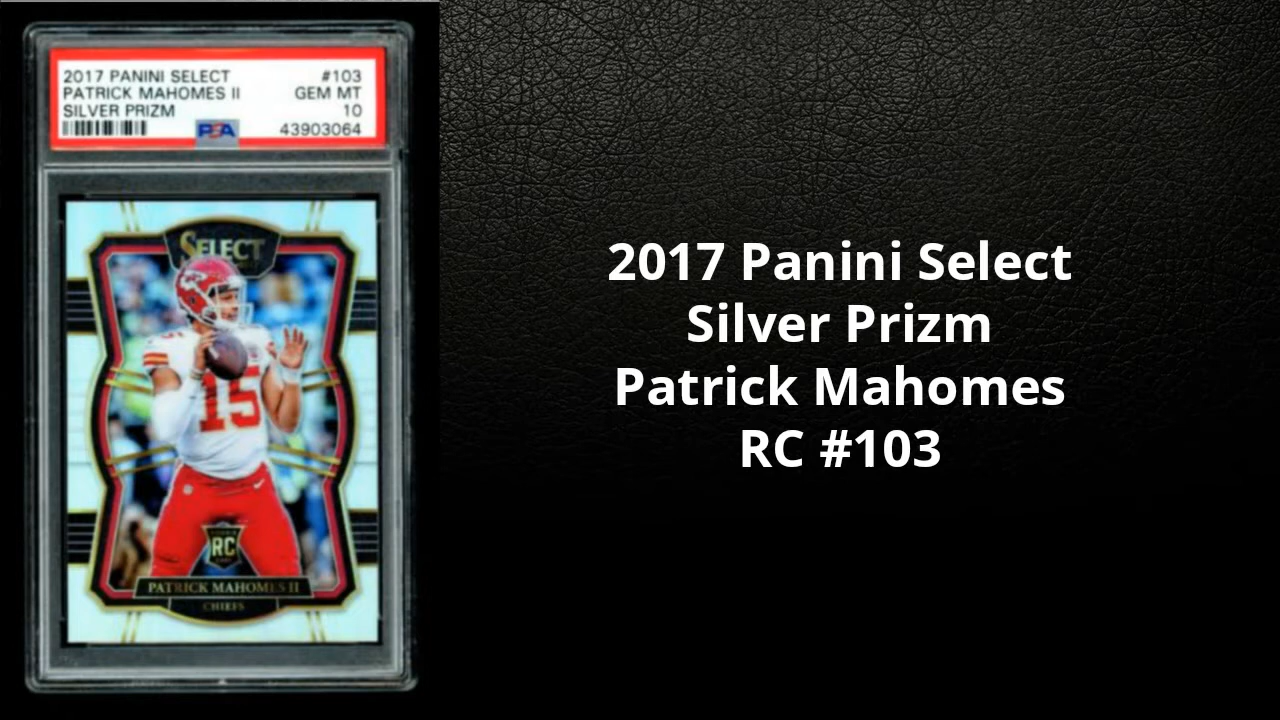 2017 PANINI SELECT #103
PATRICK MAHOMES II GEM MT
SILVER PRIZM 10
PSA 43903064
SELECT
15
RC
PATRICK MAHOMES II
CHIEFS
2017 Panini Select
Silver Prizm
Patrick Mahomes
RC #103